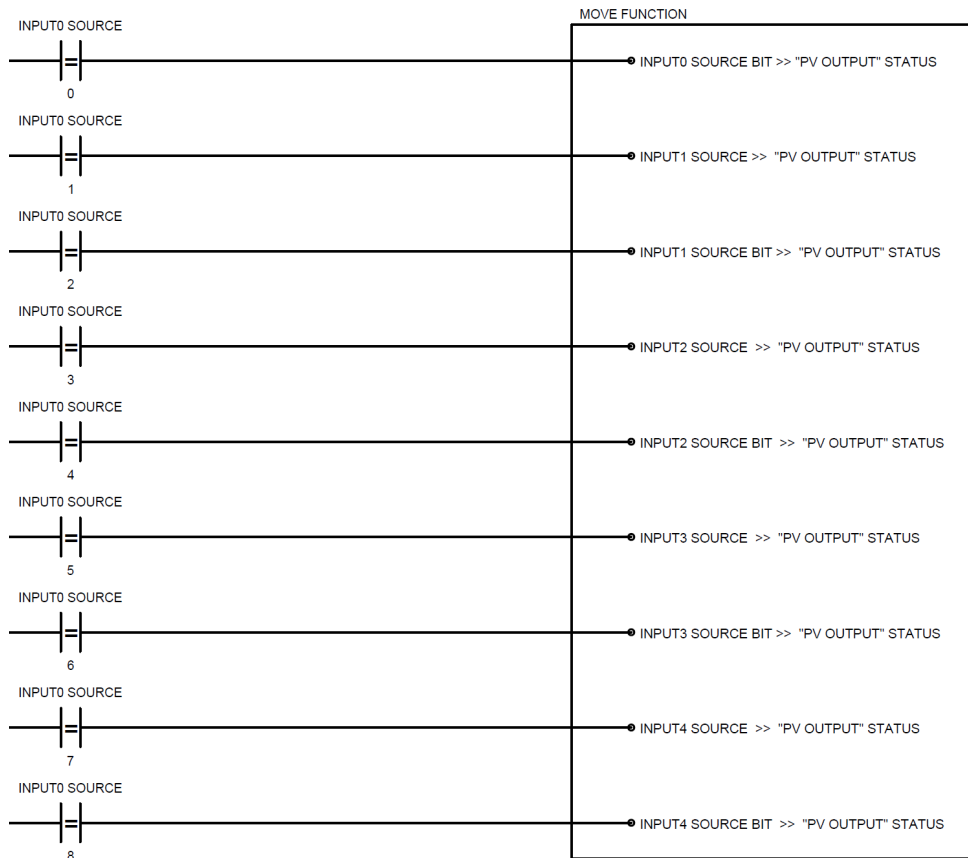 MOVE FUNCTION
INPUT0 SOURCE
=
INPUT0 SOURCE BIT >> "PV OUTPUT" STATUS
0
INPUT0 SOURCE
=
INPUT1 SOURCE >> "PV OUTPUT" STATUS
1
INPUT0 SOURCE
=
INPUT1 SOURCE BIT >> "PV OUTPUT" STATUS
2
INPUT0 SOURCE
=
INPUT2 SOURCE >> "PV OUTPUT" STATUS
3
INPUT0 SOURCE
=
INPUT2 SOURCE BIT >> "PV OUTPUT" STATUS
4
INPUT0 SOURCE
=
INPUT3 SOURCE >> "PV OUTPUT" STATUS
5
INPUT0 SOURCE
=
INPUT3 SOURCE BIT >> "PV OUTPUT" STATUS
6
INPUT0 SOURCE
=
INPUT4 SOURCE >> "PV OUTPUT" STATUS
7
INPUT0 SOURCE
=
INPUT4 SOURCE BIT >> "PV OUTPUT" STATUS
8